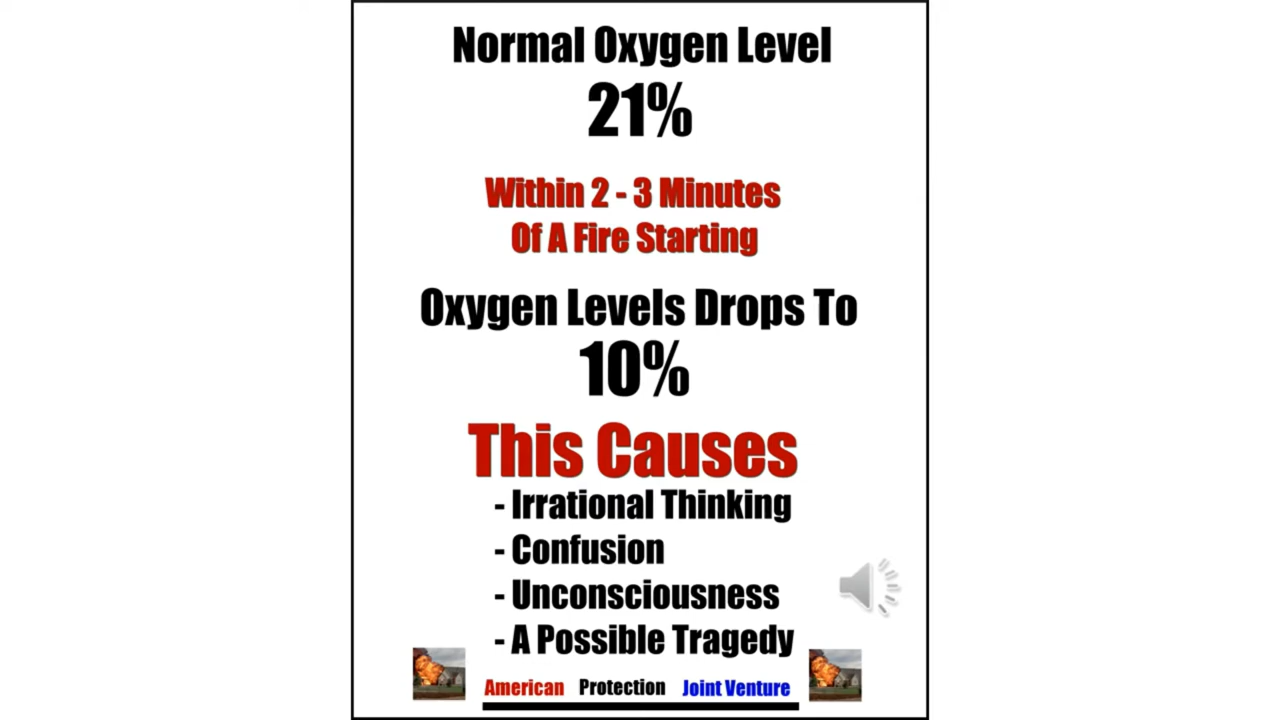 Normal Oxygen Level
21%
Within 2 - 3 Minutes
Of A Fire Starting
Oxygen Levels Drops To
10%
This Causes
- Irrational Thinking
- Confusion
- Unconsciousness
- A Possible Tragedy
American Protection Joint Venture